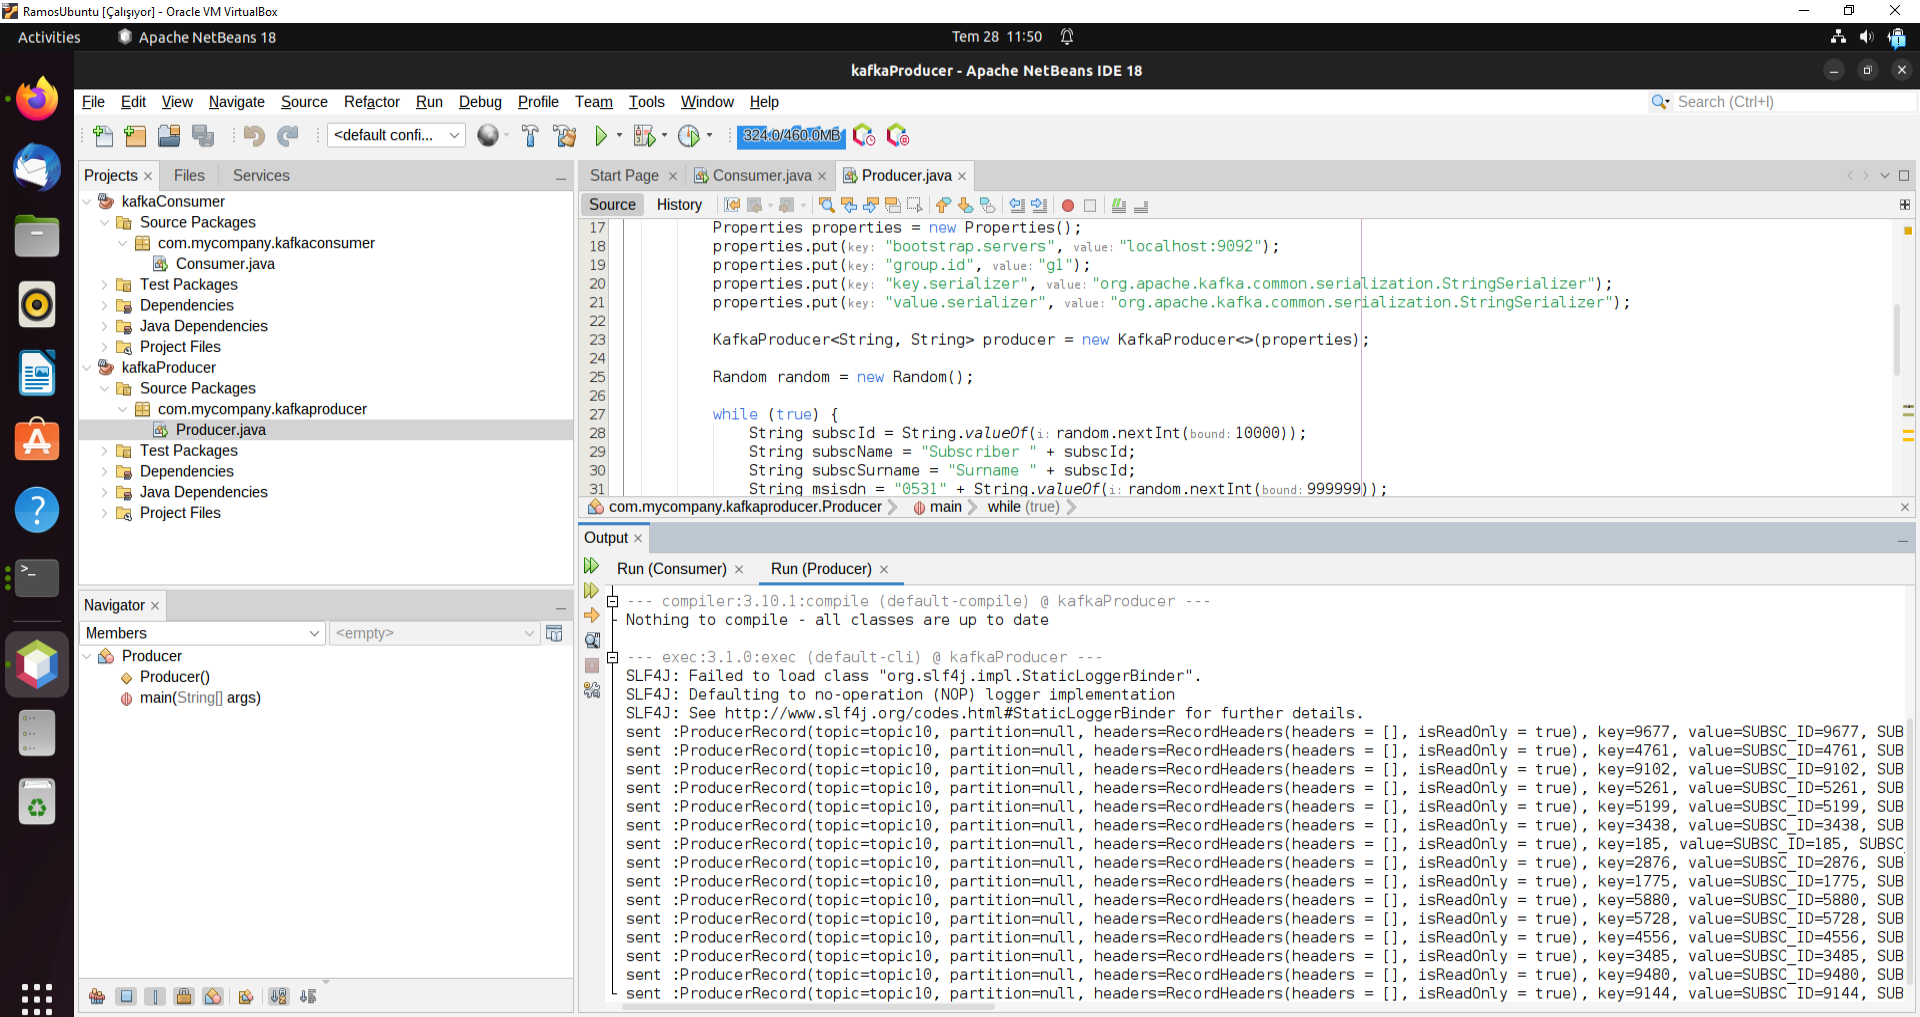 RamosUbuntu [Çalışıyor] - Oracle VM VirtualBox
Activities
Apache NetBeans 18
Tem 28 11:50
kafkaProducer - Apache NetBeans IDE 18
File Edit View Navigate Source Refactor Run Debug Profile Team Tools Window Help
Search (Ctrl+I)
<default confi...
324.0/460.0MB
Projects Files Services
kafkaConsumer
Source Packages
com.mycompany.kafkaconsumer
Consumer.java
Test Packages
Dependencies
Java Dependencies
Project Files
kafkaProducer
Source Packages
com.mycompany.kafkaproducer
Producer.java
Test Packages
Dependencies
Java Dependencies
Project Files
Navigator
Members
<empty>
Producer
Producer()
main(String[] args)
Start Page Consumer.java Producer.java
Source History
17 Properties properties = new Properties();
18 properties.put(key: "bootstrap.servers", value: "localhost:9092");
19 properties.put(key: "group.id", value: "g1");
20 properties.put(key: "key.serializer", value: "org.apache.kafka.common.serialization.StringSerializer");
21 properties.put(key: "value.serializer", value: "org.apache.kafka.common.serialization.StringSerializer");
22
23 KafkaProducer<String, String> producer = new KafkaProducer<>(properties);
24
25 Random random = new Random();
26
27 while (true) {
28 String subscId = String.valueOf(i: random.nextInt(bound: 10000));
29 String subscName = "Subscriber " + subscId;
30 String subscSurname = "Surname " + subscId;
31 String msisdn = "0531" + String.valueOf(i: random.nextInt(bound: 999999));
com.mycompany.kafkaproducer.Producer main while (true)
Output
Run (Consumer) Run (Producer)
--- compiler:3.10.1:compile (default-compile) @ kafkaProducer ---
Nothing to compile - all classes are up to date
--- exec:3.1.0:exec (default-cli) @ kafkaProducer ---
SLF4J: Failed to load class "org.slf4j.impl.StaticLoggerBinder".
SLF4J: Defaulting to no-operation (NOP) logger implementation
SLF4J: See http://www.slf4j.org/codes.html#StaticLoggerBinder for further details.
sent :ProducerRecord(topic=topic10, partition=null, headers=RecordHeaders(headers = [], isReadOnly = true), key=9677, value=SUBSC_ID=9677, SUB
sent :ProducerRecord(topic=topic10, partition=null, headers=RecordHeaders(headers = [], isReadOnly = true), key=4761, value=SUBSC_ID=4761, SUB
sent :ProducerRecord(topic=topic10, partition=null, headers=RecordHeaders(headers = [], isReadOnly = true), key=9102, value=SUBSC_ID=9102, SUB
sent :ProducerRecord(topic=topic10, partition=null, headers=RecordHeaders(headers = [], isReadOnly = true), key=5261, value=SUBSC_ID=5261, SUB
sent :ProducerRecord(topic=topic10, partition=null, headers=RecordHeaders(headers = [], isReadOnly = true), key=5199, value=SUBSC_ID=5199, SUB
sent :ProducerRecord(topic=topic10, partition=null, headers=RecordHeaders(headers = [], isReadOnly = true), key=3438, value=SUBSC_ID=3438, SUB
sent :ProducerRecord(topic=topic10, partition=null, headers=RecordHeaders(headers = [], isReadOnly = true), key=185, value=SUBSC_ID=185, SUBSC_
sent :ProducerRecord(topic=topic10, partition=null, headers=RecordHeaders(headers = [], isReadOnly = true), key=2876, value=SUBSC_ID=2876, SUB
sent :ProducerRecord(topic=topic10, partition=null, headers=RecordHeaders(headers = [], isReadOnly = true), key=1775, value=SUBSC_ID=1775, SUB
sent :ProducerRecord(topic=topic10, partition=null, headers=RecordHeaders(headers = [], isReadOnly = true), key=5880, value=SUBSC_ID=5880, SUB
sent :ProducerRecord(topic=topic10, partition=null, headers=RecordHeaders(headers = [], isReadOnly = true), key=5728, value=SUBSC_ID=5728, SUB
sent :ProducerRecord(topic=topic10, partition=null, headers=RecordHeaders(headers = [], isReadOnly = true), key=4556, value=SUBSC_ID=4556, SUB
sent :ProducerRecord(topic=topic10, partition=null, headers=RecordHeaders(headers = [], isReadOnly = true), key=3485, value=SUBSC_ID=3485, SUB
sent :ProducerRecord(topic=topic10, partition=null, headers=RecordHeaders(headers = [], isReadOnly = true), key=9480, value=SUBSC_ID=9480, SUB
sent :ProducerRecord(topic=topic10, partition=null, headers=RecordHeaders(headers = [], isReadOnly = true), key=9144, value=SUBSC_ID=9144, SUB